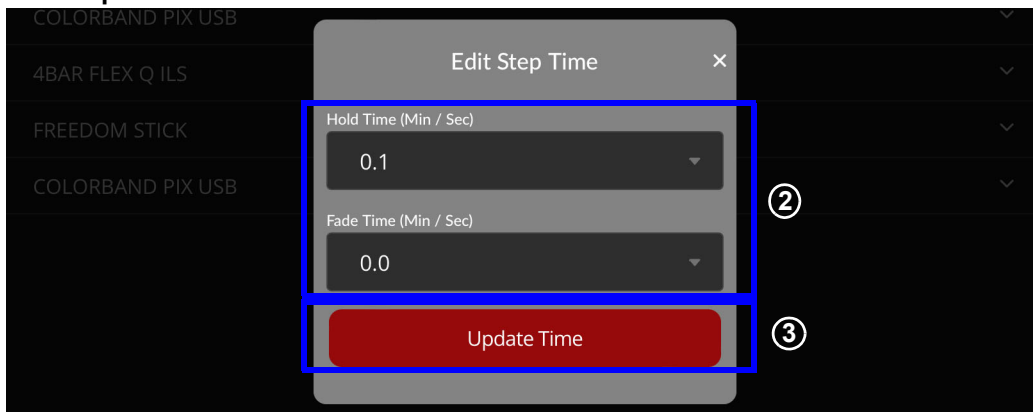 COLORBAND PIX USB
Edit Step Time ×
4BAR FLEX Q ILS
Hold Time (Min / Sec)
FREEDOM STICK
0.1
COLORBAND PIX USB
②
Fade Time (Min / Sec)
0.0
Update Time
③